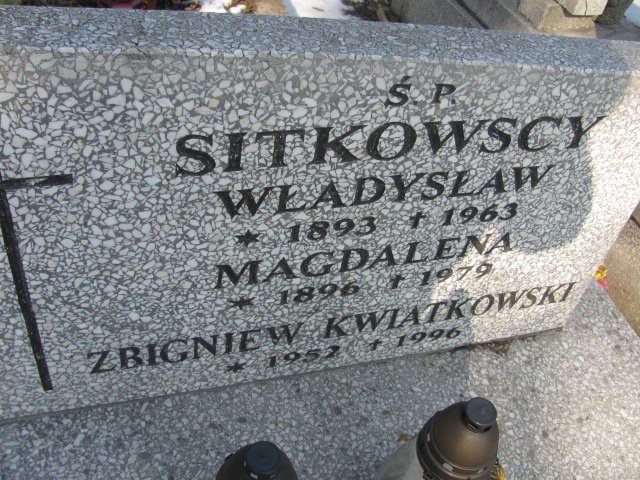 Ś.P.
SITKOWSCY
WŁADYSŁAW
* 1893 † 1963
MAGDALENA
* 1896 † 1979
ZBIGNIEW KWIATKOWSKI
* 1952 † 1996